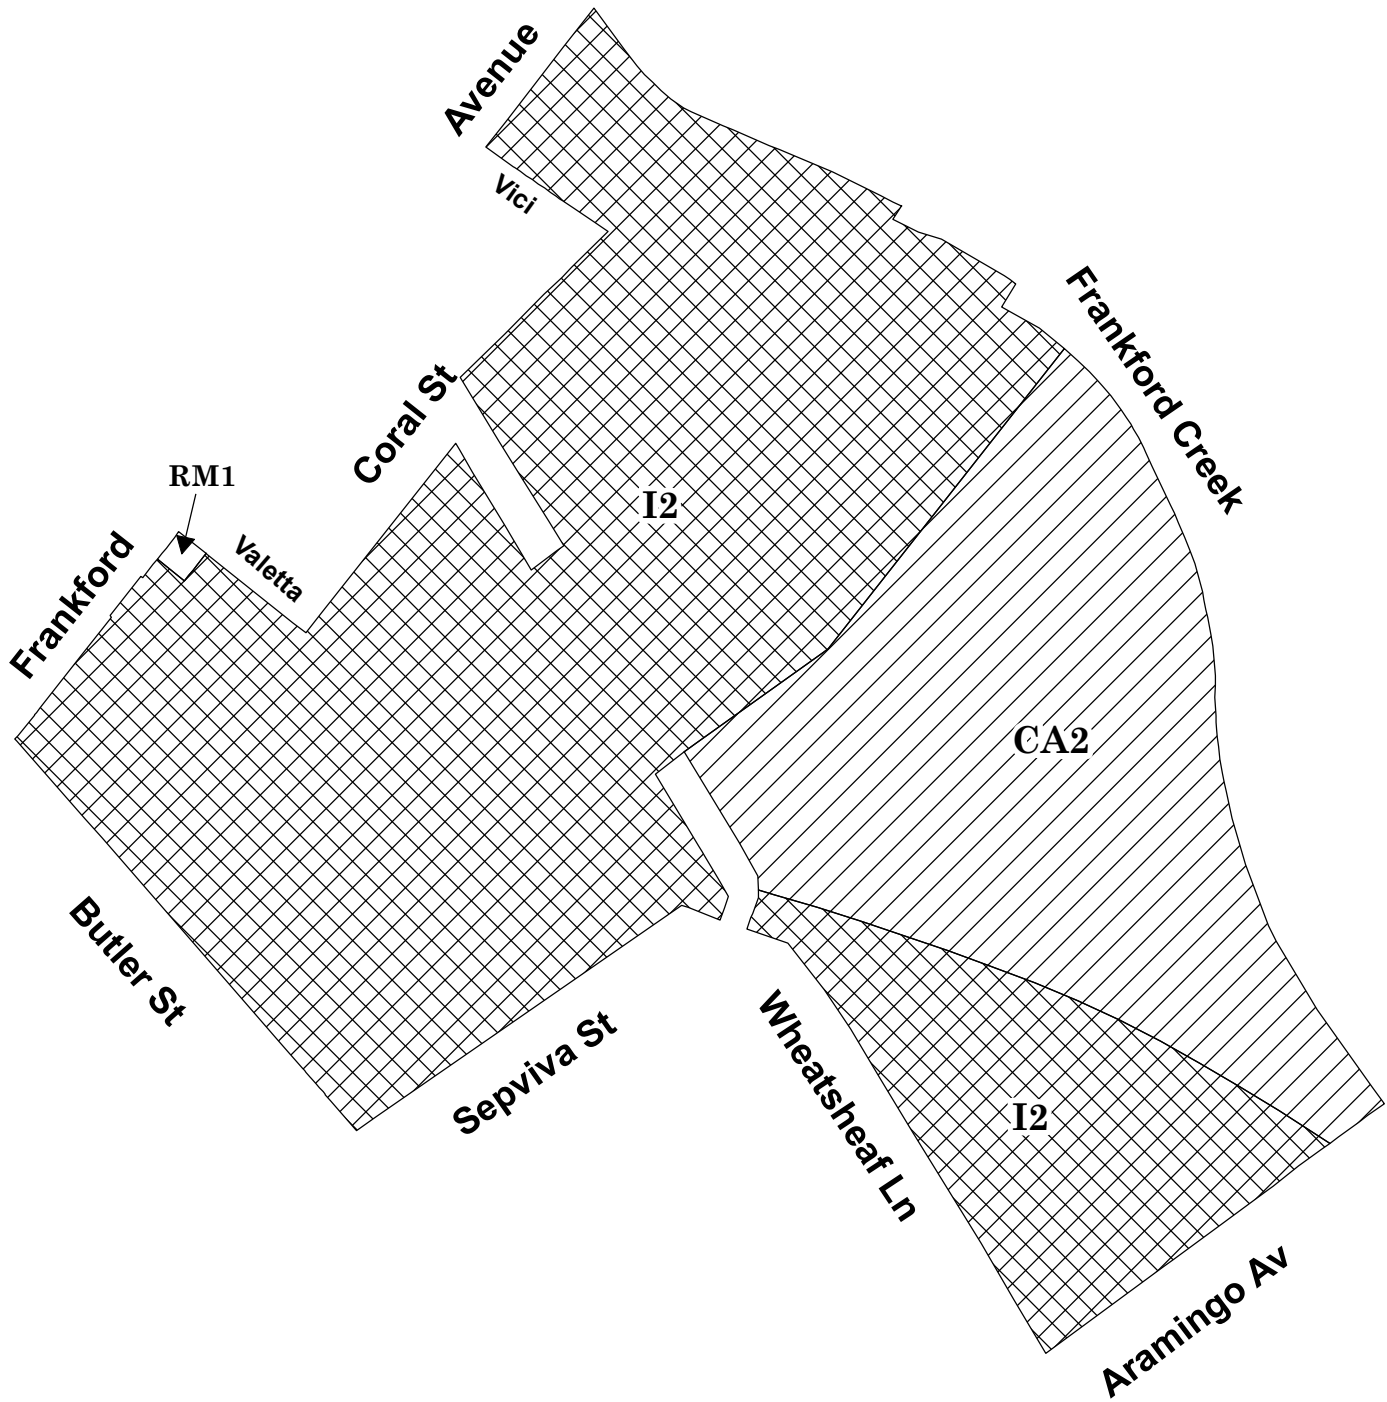 Avenue
Vici
Frankford Creek
Coral St
RM1
I2
Valetta
Frankford
CA2
Butler St
Sepviva St
Wheatsheaf Ln
I2
Aramingo Av